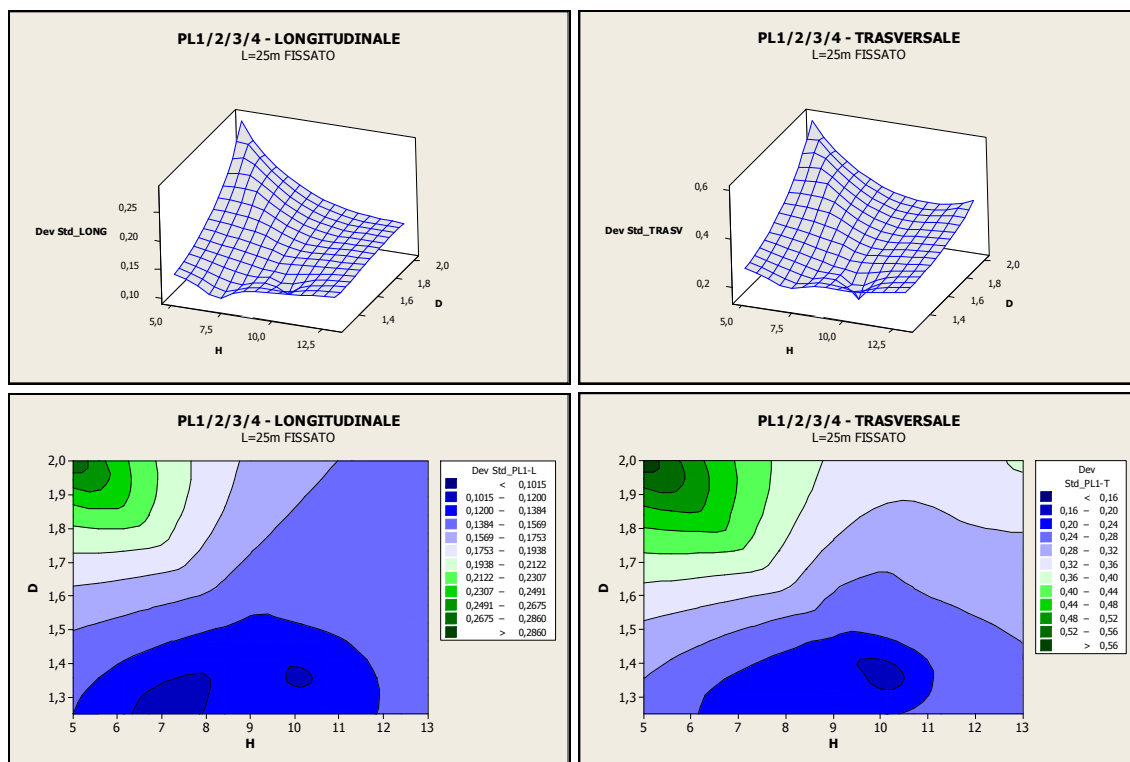 PL1/2/3/4 - LONGITUDINALE
L=25m FISSATO
0,25
0,20
0,15
0,10
Dev Std_LONG
5,0
7,5
10,0
12,5
H
2,0
1,8
1,6
1,4
D
PL1/2/3/4 - TRASVERSALE
L=25m FISSATO
0,6
0,4
0,2
Dev Std_TRASV
5,0
7,5
10,0
12,5
H
2,0
1,8
1,6
1,4
D
PL1/2/3/4 - LONGITUDINALE
L=25m FISSATO
2,0
1,9
1,8
1,7
1,6
1,5
1,4
1,3
D
5 6 7 8 9 10 11 12 13
H
Dev Std_PL1-L
< 0,1015
0,1015 – 0,1200
0,1200 – 0,1384
0,1384 – 0,1569
0,1569 – 0,1753
0,1753 – 0,1938
0,1938 – 0,2122
0,2122 – 0,2307
0,2307 – 0,2491
0,2491 – 0,2675
0,2675 – 0,2860
> 0,2860
PL1/2/3/4 - TRASVERSALE
L=25m FISSATO
2,0
1,9
1,8
1,7
1,6
1,5
1,4
1,3
D
5 6 7 8 9 10 11 12 13
H
Dev
Std_PL1-T
< 0,16
0,16 – 0,20
0,20 – 0,24
0,24 – 0,28
0,28 – 0,32
0,32 – 0,36
0,36 – 0,40
0,40 – 0,44
0,44 – 0,48
0,48 – 0,52
0,52 – 0,56
> 0,56